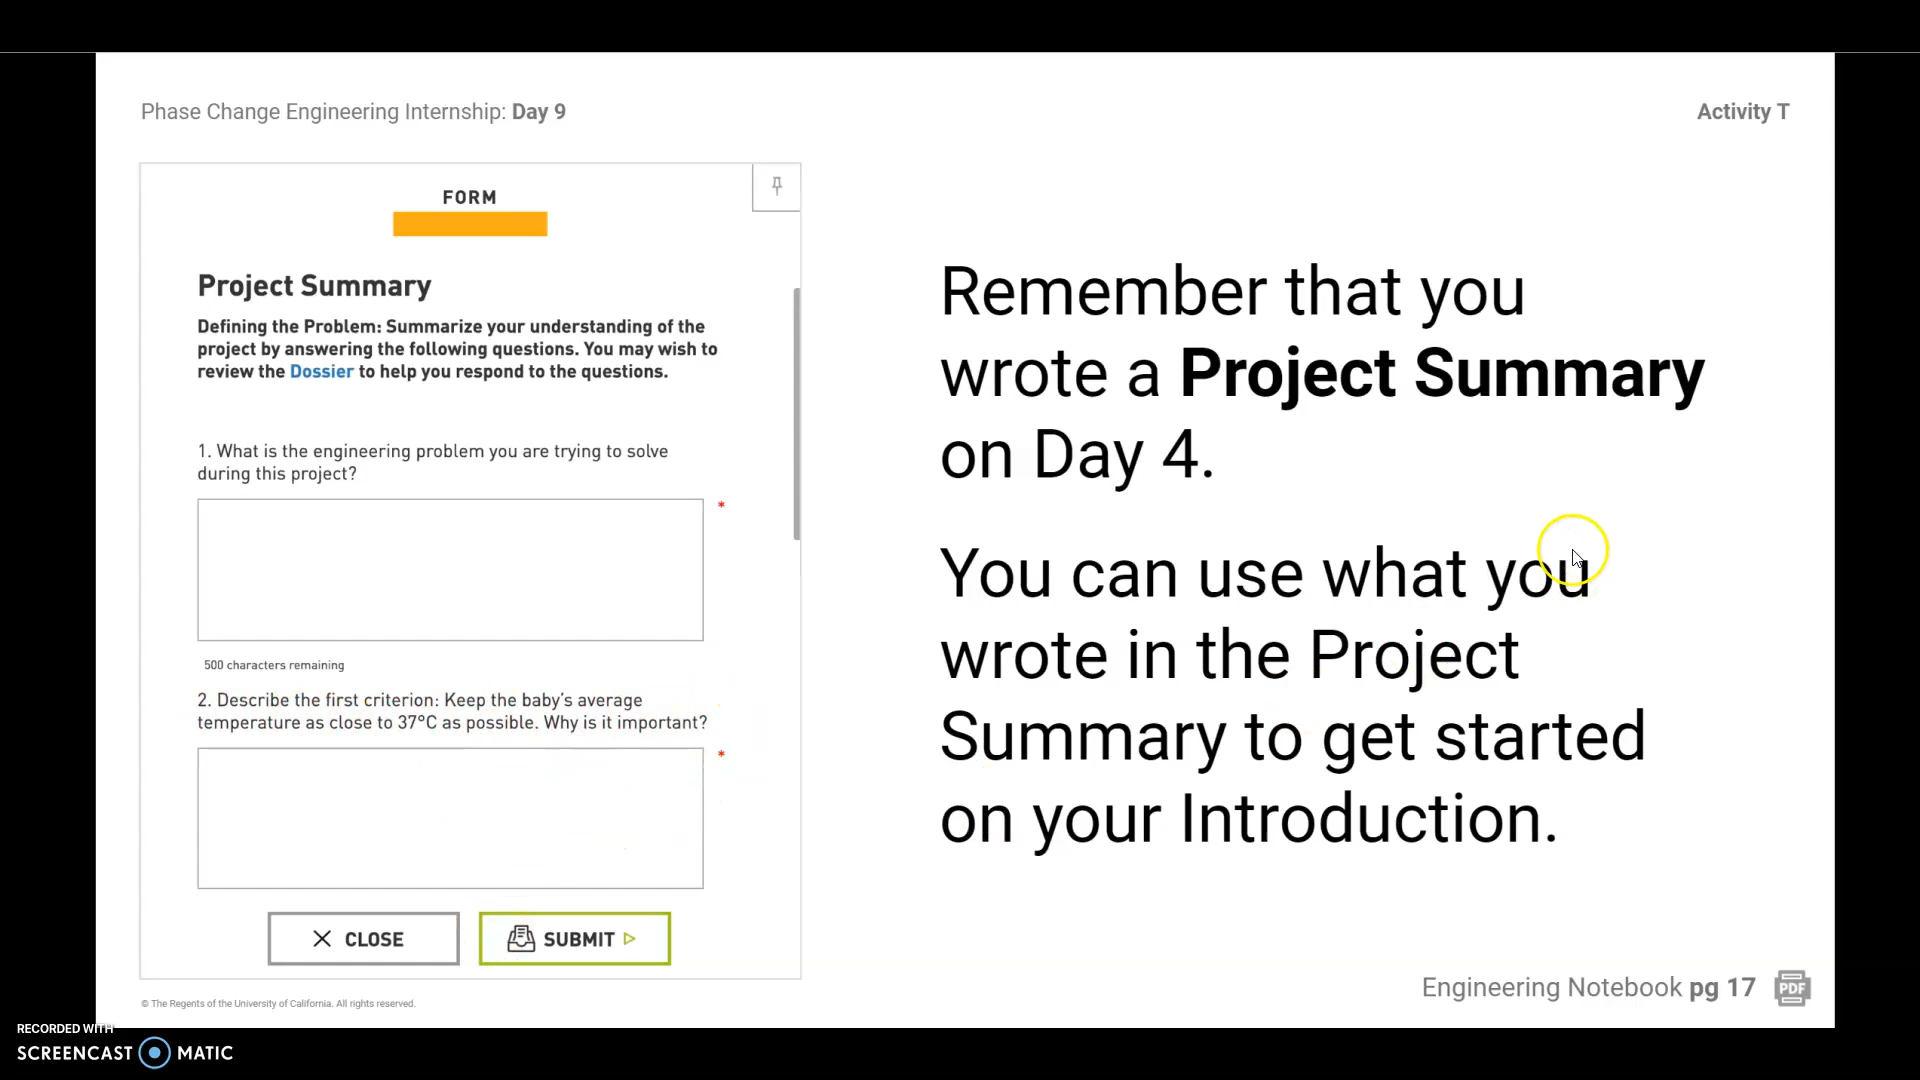 Phase Change Engineering Internship: Day 9
Activity T
FORM
Project Summary
Defining the Problem: Summarize your understanding of the
project by answering the following questions. You may wish to
review the Dossier to help you respond to the questions.
1. What is the engineering problem you are trying to solve
during this project?
*
500 characters remaining
2. Describe the first criterion: Keep the baby's average
temperature as close to 37°C as possible. Why is it important?
*
CLOSE
SUBMIT
Remember that you
wrote a Project Summary
on Day 4.
You can use what you
wrote in the Project
Summary to get started
on your Introduction.
Engineering Notebook pg 17
PDF
© The Regents of the University of California. All rights reserved.
RECORDED WITH
SCREENCAST MATIC